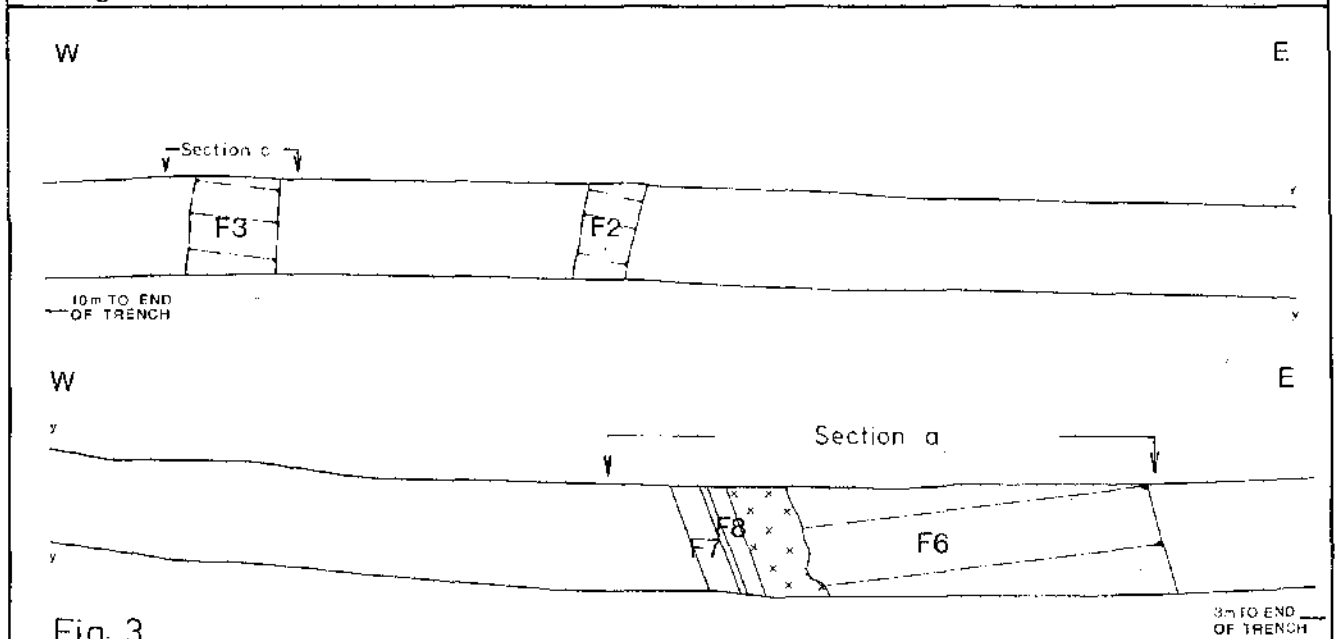 W E
Section c
F3 F2
y
10m TO END
OF TRENCH
y
W E
y
Section a
F8
F7 F6
y
3m TO END
OF TRENCH
Fig. 3